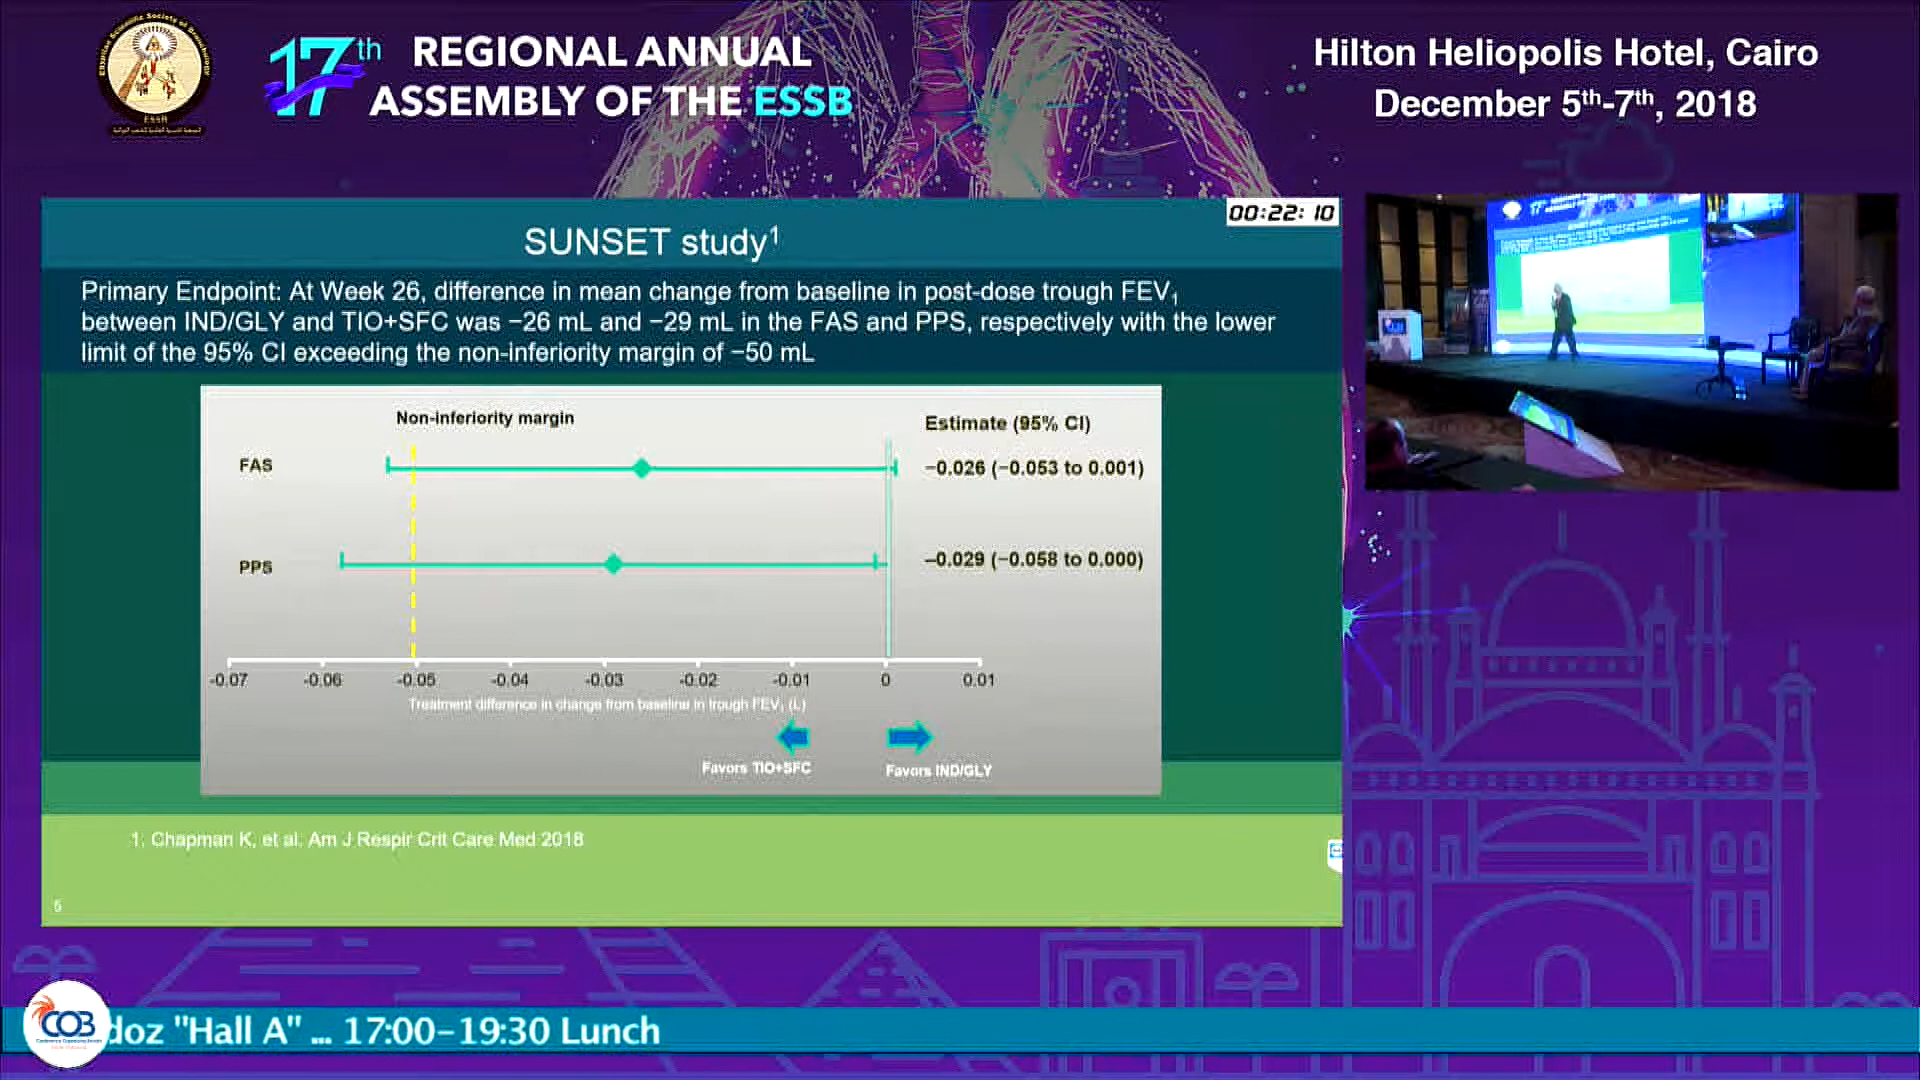 Egyptian Scientific Society of Bronchology
ESSB
17th REGIONAL ANNUAL
ASSEMBLY OF THE ESSB
Hilton Heliopolis Hotel, Cairo
December 5th-7th, 2018
00:22:10
SUNSET study1
Primary Endpoint: At Week 26, difference in mean change from baseline in post-dose trough FEV1
between IND/GLY and TIO+SFC was −26 mL and −29 mL in the FAS and PPS, respectively with the lower
limit of the 95% CI exceeding the non-inferiority margin of −50 mL
Non-inferiority margin
Estimate (95% CI)
FAS
−0.026 (−0.053 to 0.001)
PPS
−0.029 (−0.058 to 0.000)
-0.07 -0.06 -0.05 -0.04 -0.03 -0.02 -0.01 0 0.01
Treatment difference in change from baseline in trough FEV1 (L)
Favors TIO+SFC
Favors IND/GLY
1. Chapman K, et al. Am J Respir Crit Care Med 2018
5
COB
doz "Hall A" ... 17:00-19:30 Lunch